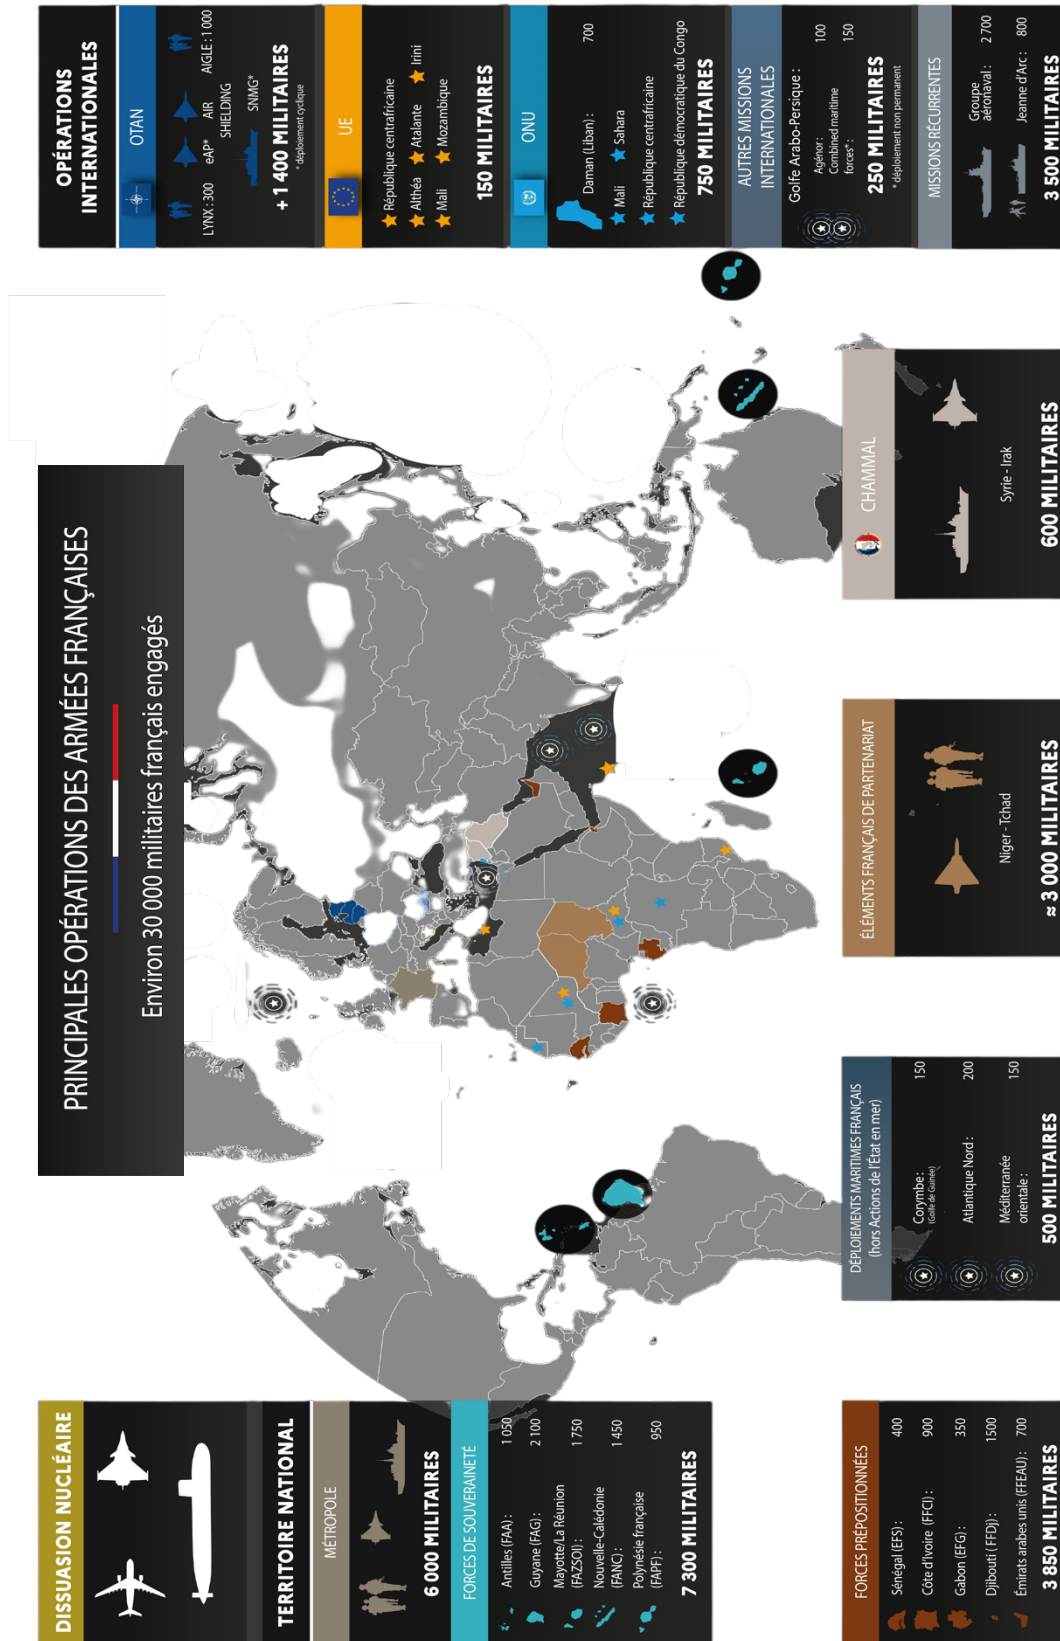 PRINCIPALES OPÉRATIONS DES ARMÉES FRANÇAISES
Environ 30 000 militaires français engagés
DISSUASION NUCLÉAIRE
TERRITOIRE NATIONAL
MÉTROPOLE
6 000 MILITAIRES
FORCES DE SOUVERAINETÉ
Antilles (FAA) : 1 050
Guyane (FAG) : 2 100
Mayotte/La Réunion
(FAZSOI) : 1 750
Nouvelle-Calédonie
(FANC) : 1 450
Polynésie française
(FAPF) : 950
7 300 MILITAIRES
FORCES PRÉPOSITIONNÉES
Sénégal (EFS) : 400
Côte d'Ivoire (FFCI) : 900
Gabon (EFG) : 350
Djibouti ( FFDj) : 1500
Émirats arabes unis (FFEAU) : 700
3 850 MILITAIRES
DÉPLOIEMENTS MARITIMES FRANÇAIS
(hors Actions de l'État en mer)
Corymbe : 150
(Golfe de Guinée)
Atlantique Nord : 200
Méditerranée
orientale : 150
500 MILITAIRES
ÉLÉMENTS FRANÇAIS DE PARTENARIAT
Niger - Tchad
≈ 3 000 MILITAIRES
CHAMMAL
Syrie - Irak
600 MILITAIRES
OPÉRATIONS
INTERNATIONALES
OTAN
LYNX : 300 eAP* AIR
SHIELDING AIGLE : 1 000
SNMG*
+ 1 400 MILITAIRES
* déploiement cyclique
UE
République centrafricaine
Althéa Atalante Irini
Mali Mozambique
150 MILITAIRES
ONU
Daman (Liban) : 700
Mali Sahara
République centrafricaine
République démocratique du Congo
750 MILITAIRES
AUTRES MISSIONS
INTERNATIONALES
Golfe Arabo-Persique :
Agénor : 100
Combined maritime
forces* : 150
250 MILITAIRES
* déploiement non permanent
MISSIONS RÉCURRENTES
Groupe
aéronaval : 2 700
Jeanne d'Arc : 800
3 500 MILITAIRES